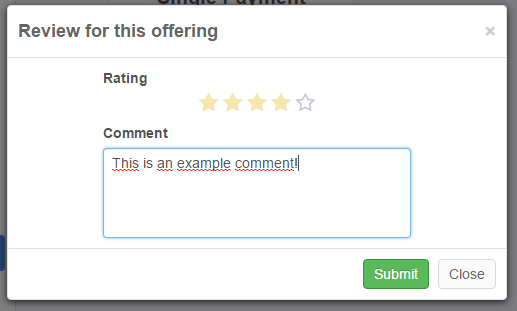 Single Payment
Review for this offering ×
Rating
Comment
This is an example comment!
Submit Close